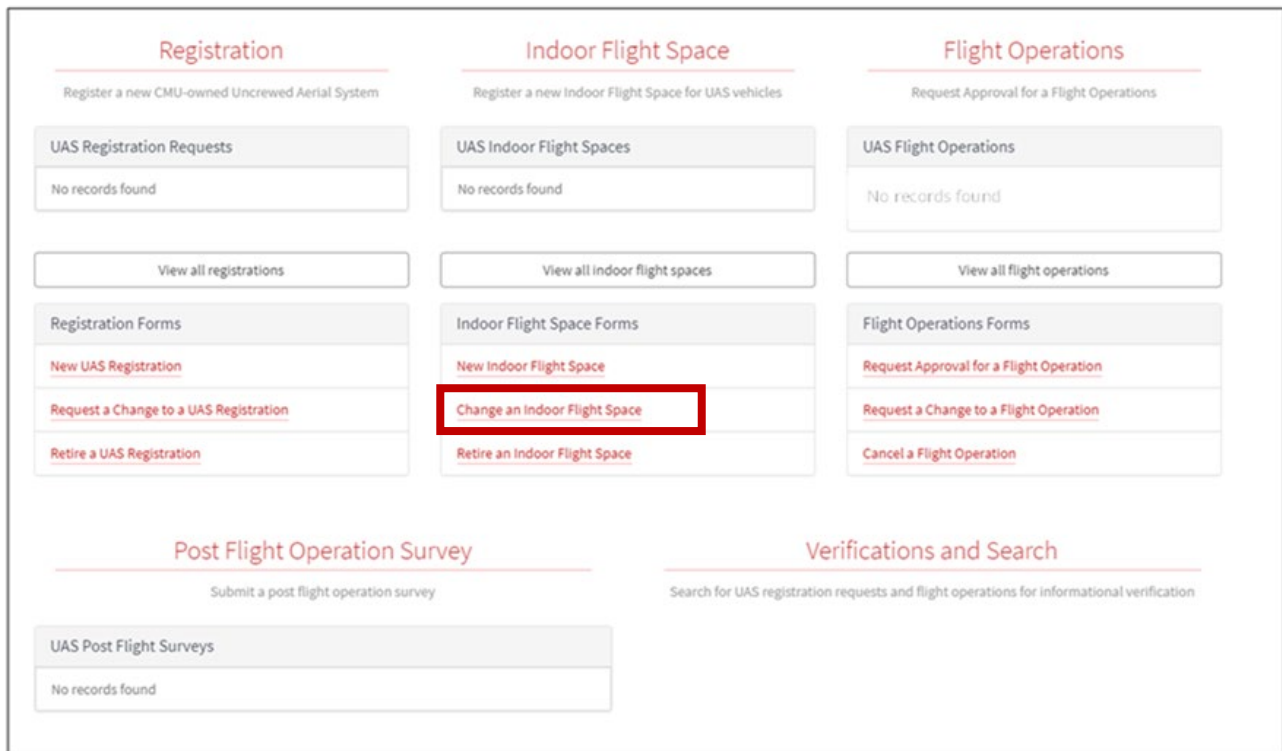 Registration
Register a new CMU-owned Uncrewed Aerial System
UAS Registration Requests
No records found
View all registrations
Registration Forms
New UAS Registration
Request a Change to a UAS Registration
Retire a UAS Registration
Indoor Flight Space
Register a new Indoor Flight Space for UAS vehicles
UAS Indoor Flight Spaces
No records found
View all indoor flight spaces
Indoor Flight Space Forms
New Indoor Flight Space
Change an Indoor Flight Space
Retire an Indoor Flight Space
Flight Operations
Request Approval for a Flight Operations
UAS Flight Operations
No records found
View all flight operations
Flight Operations Forms
Request Approval for a Flight Operation
Request a Change to a Flight Operation
Cancel a Flight Operation
Post Flight Operation Survey
Submit a post flight operation survey
UAS Post Flight Surveys
No records found
Verifications and Search
Search for UAS registration requests and flight operations for informational verification